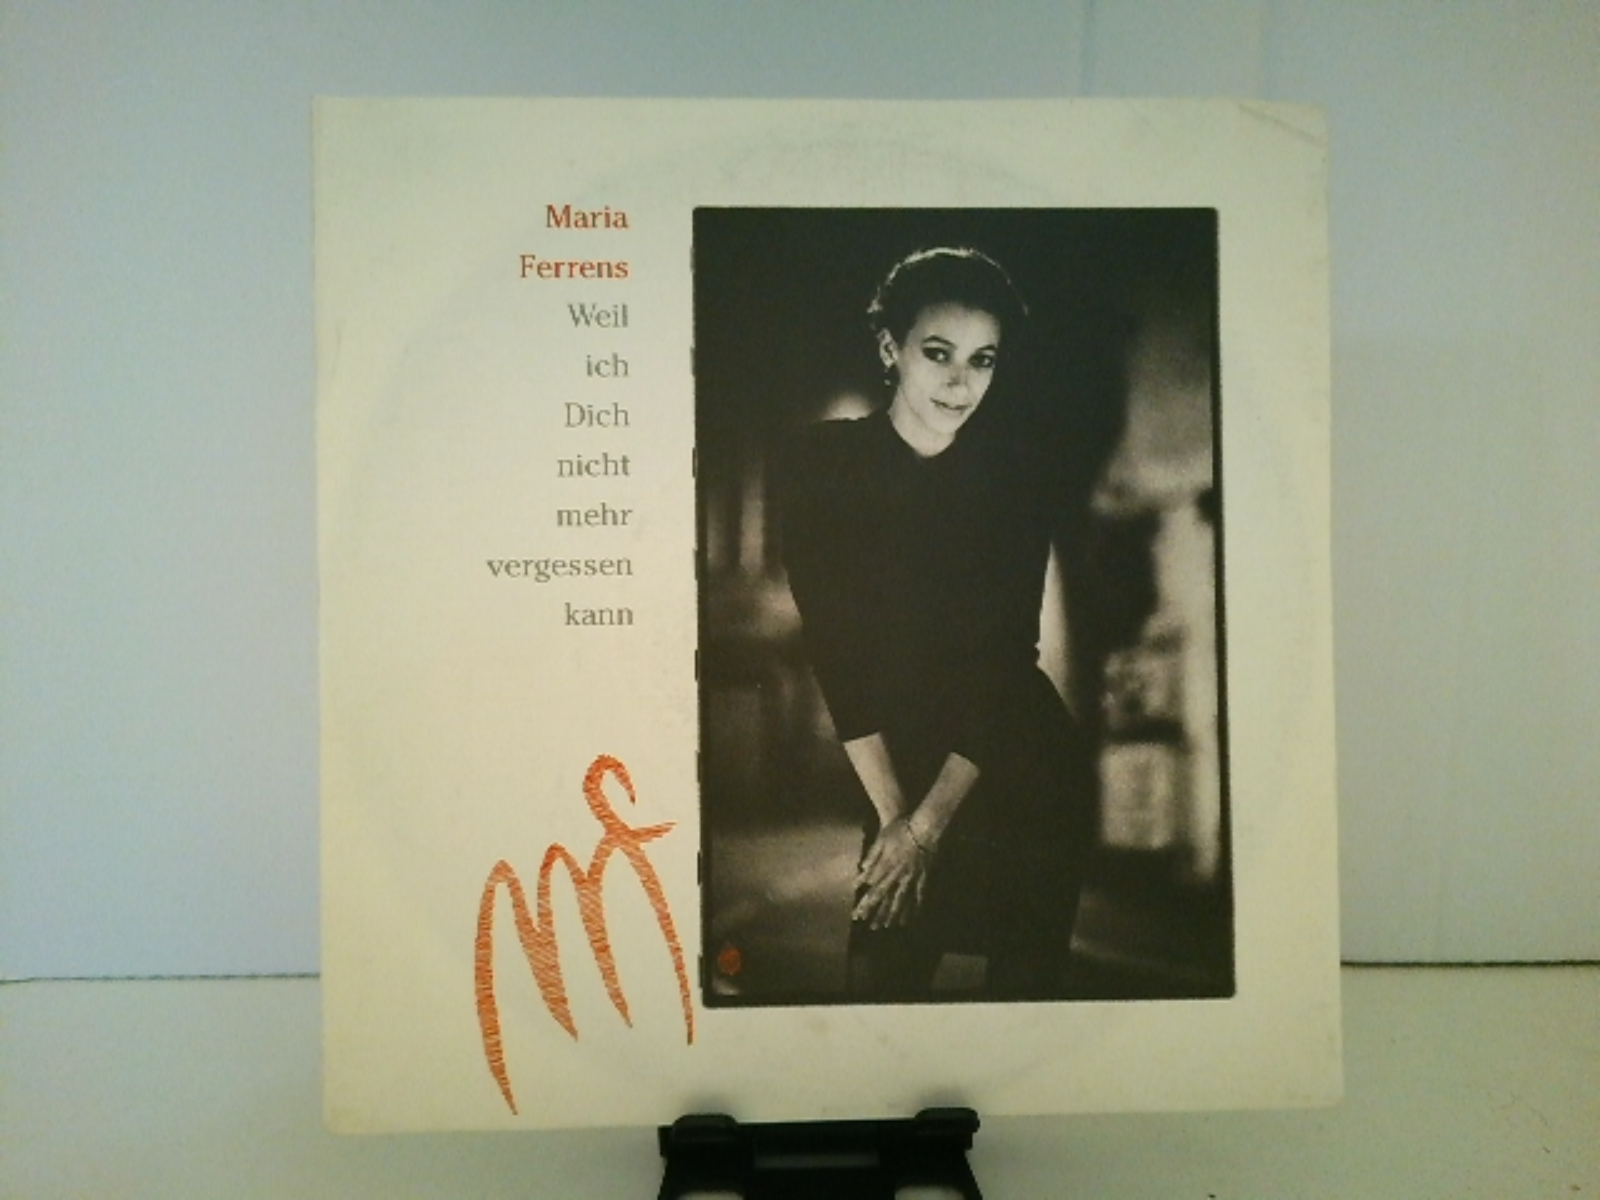 Maria
Ferrens
Weil
ich
Dich
nicht
mehr
vergessen
kann
mf